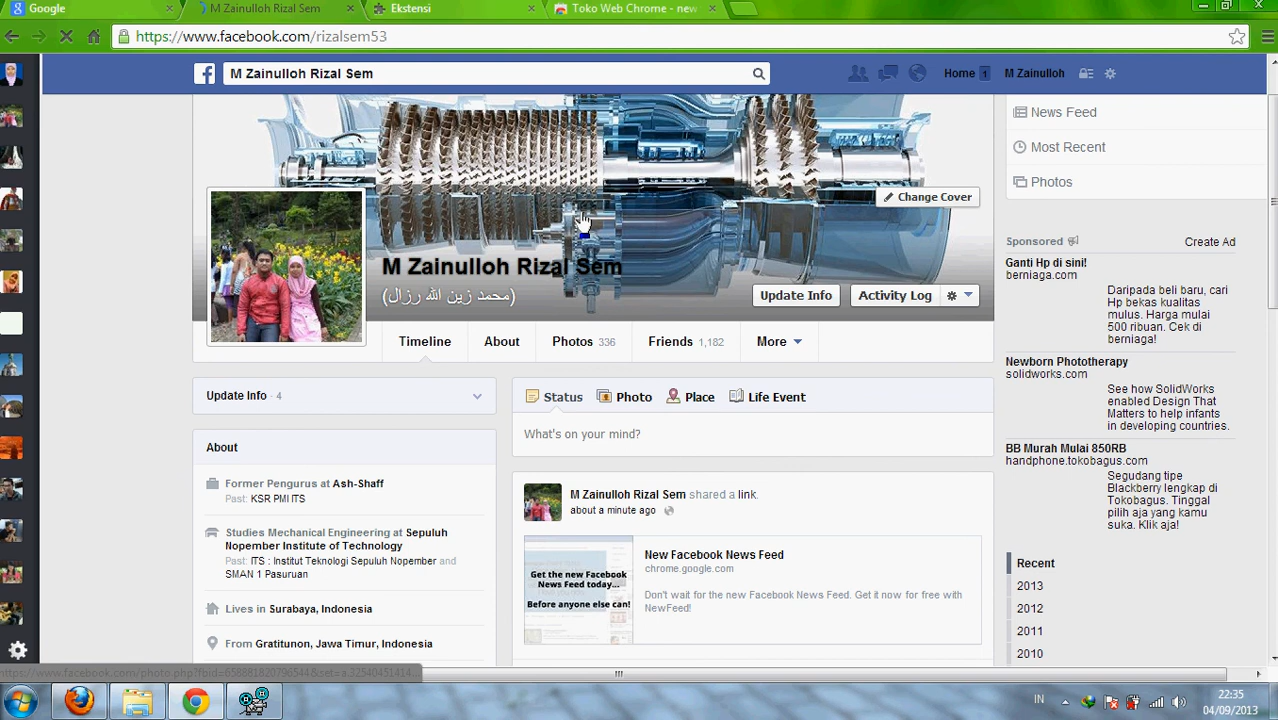 Google
M Zainulloh Rizal Sem
Ekstensi
Toko Web Chrome - new
https://www.facebook.com/rizalsem53
M Zainulloh Rizal Sem
Home 1
M Zainulloh
News Feed
Most Recent
Photos
Change Cover
M Zainulloh Rizal Sem
(محمد زين الله رزال)
Update Info
Activity Log
Timeline
About
Photos 336
Friends 1,182
More
Sponsored
Create Ad
Ganti Hp di sini!
berniaga.com
Daripada beli baru, cari
Hp bekas kualitas
mulus. Harga mulai
500 ribuan. Cek di
berniaga!
Newborn Phototherapy
solidworks.com
See how SolidWorks
enabled Design That
Matters to help infants
in developing countries.
BB Murah Mulai 850RB
handphone.tokobagus.com
Segudang tipe
Blackberry lengkap di
Tokobagus. Tinggal
pilih aja yang kamu
suka. Klik aja!
Recent
2013
2012
2011
2010
Update Info · 4
About
Former Pengurus at Ash-Shaff
Past: KSR PMI ITS
Studies Mechanical Engineering at Sepuluh
Nopember Institute of Technology
Past: ITS : Institut Teknologi Sepuluh Nopember and
SMAN 1 Pasuruan
Lives in Surabaya, Indonesia
From Gratitunon, Jawa Timur, Indonesia
Status
Photo
Place
Life Event
What's on your mind?
M Zainulloh Rizal Sem shared a link.
about a minute ago
Get the new Facebook
News Feed today...
Before anyone else can!
New Facebook News Feed
chrome.google.com
Don't wait for the new Facebook News Feed. Get it now for free with
NewFeed!
IN
22:35
04/09/2013